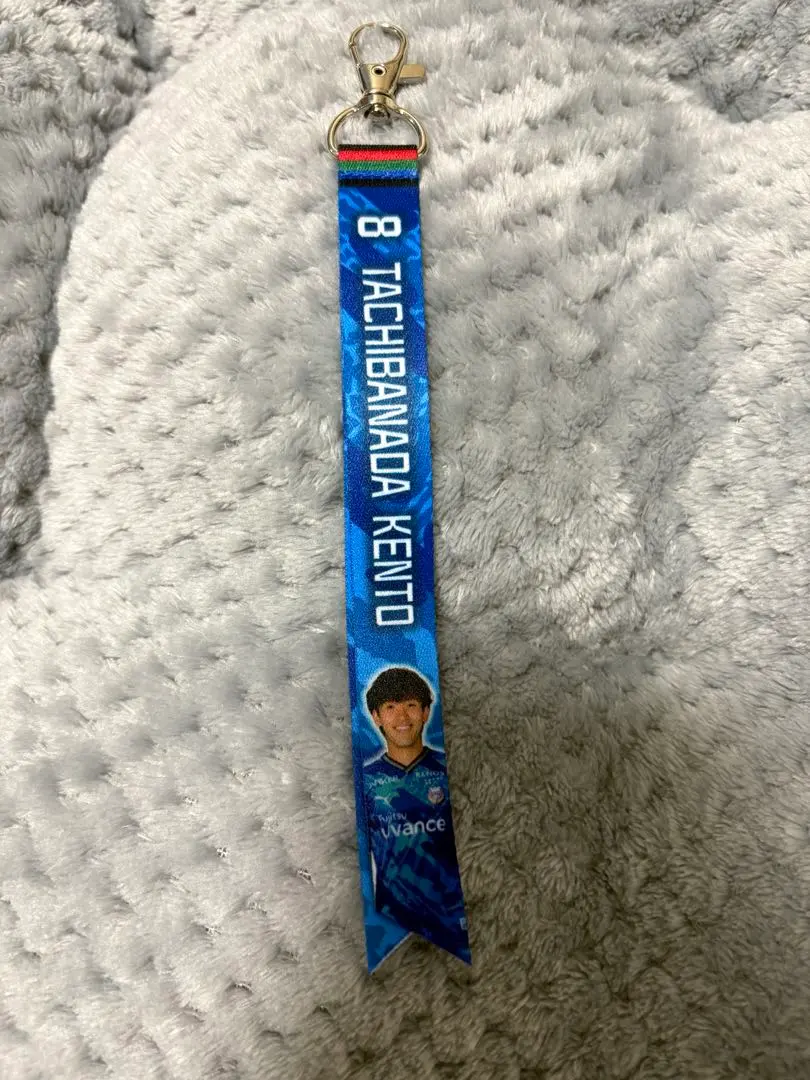 8 TACHIBANADA KENTO
Fujitsu
uvance